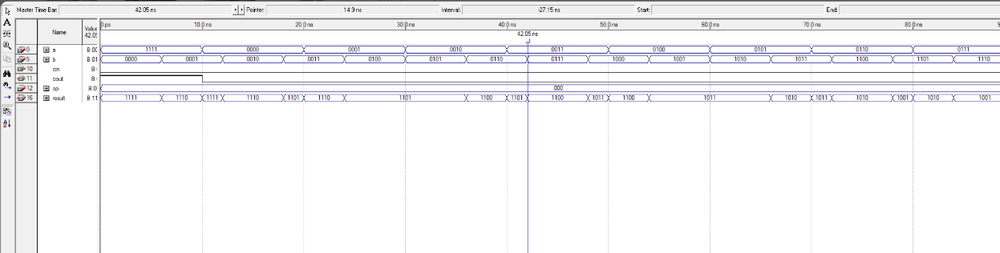 Master Time Bar: 42.05 ns Pointer: 14.9 ns Interval: -27.15 ns Start: End:
Name Value 42.05
0 ps 10.0 ns 20.0 ns 30.0 ns 40.0 ns 50.0 ns 60.0 ns 70.0 ns 80.0 ns
42.05 ns
0 a B 00 1111 0000 0001 0010 0011 0100 0101 0110 0111
5 b B 01 0000 0001 0010 0011 0100 0101 0110 0111 1000 1001 1010 1011 1100 1101 1110
10 cin B
11 cout B
12 op B 0 000
16 result B 11 1111 1110 1111 1110 1101 1110 1101 1100 1101 1100 1011 1100 1011 1010 1011 1010 1001 1010 1001